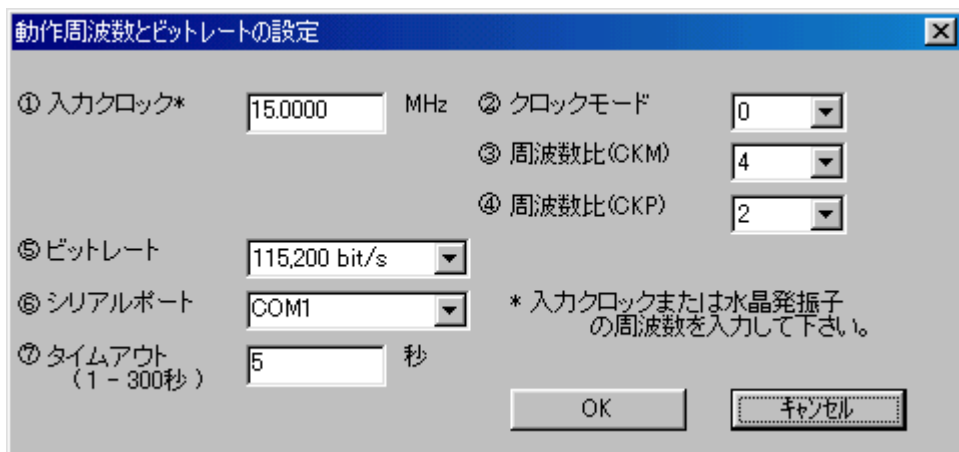 動作周波数とビットレートの設定
① 入力クロック* 15.0000 MHz ② クロックモード 0
③ 周波数比(CKM) 4
④ 周波数比(CKP) 2
⑤ ビットレート 115,200 bit/s
⑥ シリアルポート COM1
* 入力クロックまたは水晶発振子
の周波数を入力して下さい。
⑦ タイムアウト 5 秒
(1 - 300秒)
OK キャンセル